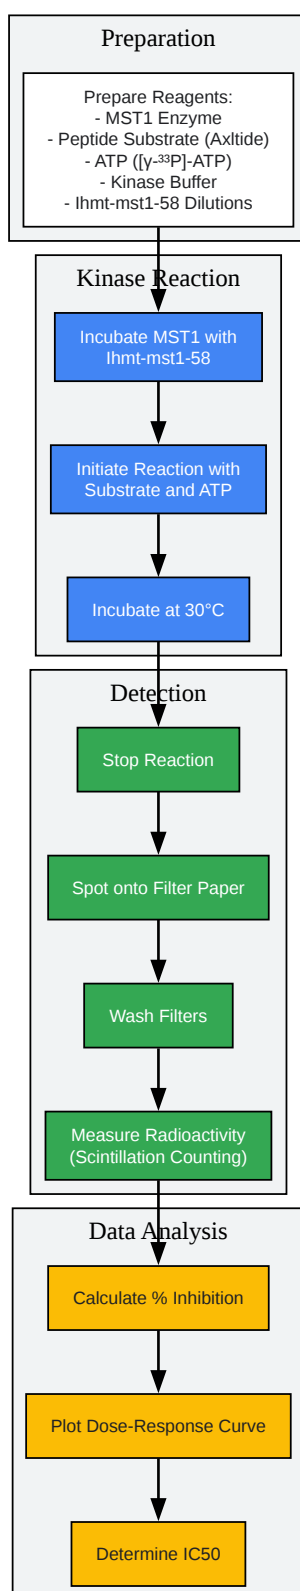 Preparation
Prepare Reagents:
- MST1 Enzyme
- Peptide Substrate (Axltide)
- ATP ([γ-³³P]-ATP)
- Kinase Buffer
- Ihmt-mst1-58 Dilutions
Kinase Reaction
Incubate MST1 with
Ihmt-mst1-58
Initiate Reaction with
Substrate and ATP
Incubate at 30°C
Detection
Stop Reaction
Spot onto Filter Paper
Wash Filters
Measure Radioactivity
(Scintillation Counting)
Data Analysis
Calculate % Inhibition
Plot Dose-Response Curve
Determine IC50